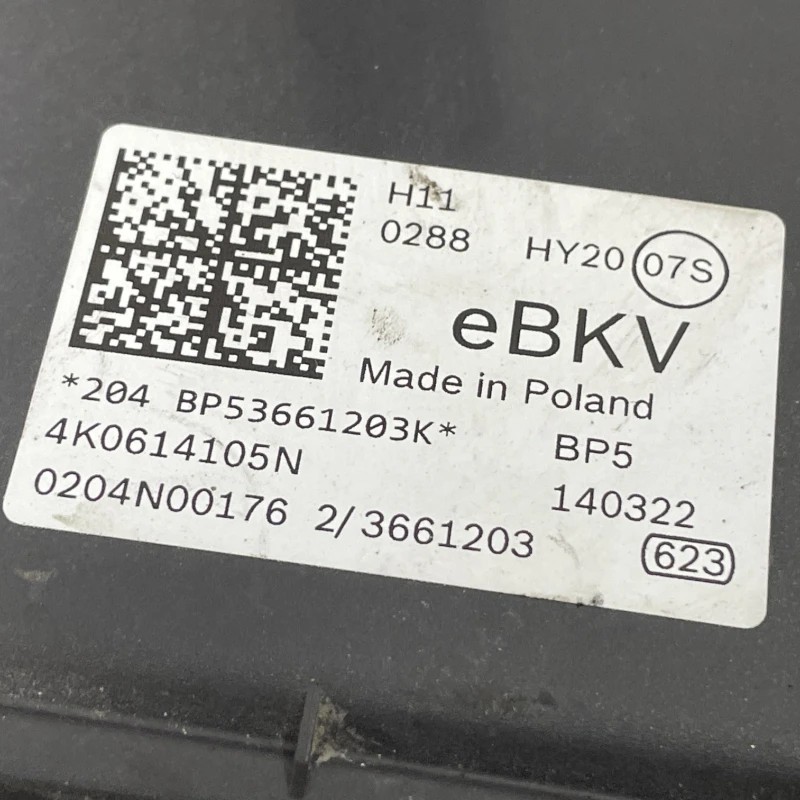 H11
0288 HY20 07S
eBKV
Made in Poland
*204 BP53661203K*
4K0614105N BP5
0204N00176 2/3661203 140322
623